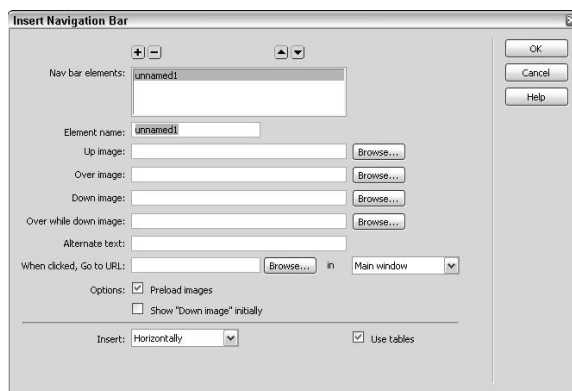 Insert Navigation Bar
OK
Nav bar elements: unnamed1
Cancel
Help
Element name: unnamed1
Up image: Browse...
Over image: Browse...
Down image: Browse...
Over while down image: Browse...
Alternate text:
When clicked, Go to URL: Browse... in Main window
Options: Preload images
Show "Down image" initially
Insert: Horizontally Use tables